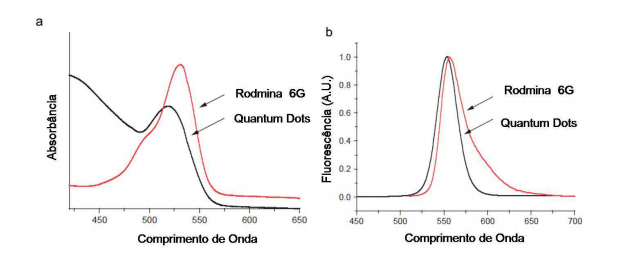 a
Absorbância
Rodmina 6G
Quantum Dots
450 500 550 600 650
Comprimento de Onda
b
Fluorescência (A.U.)
1.0
0.8
0.6
0.4
0.2
0.0
Rodmina 6G
Quantum Dots
450 500 550 600 650 700
Comprimento de Onda